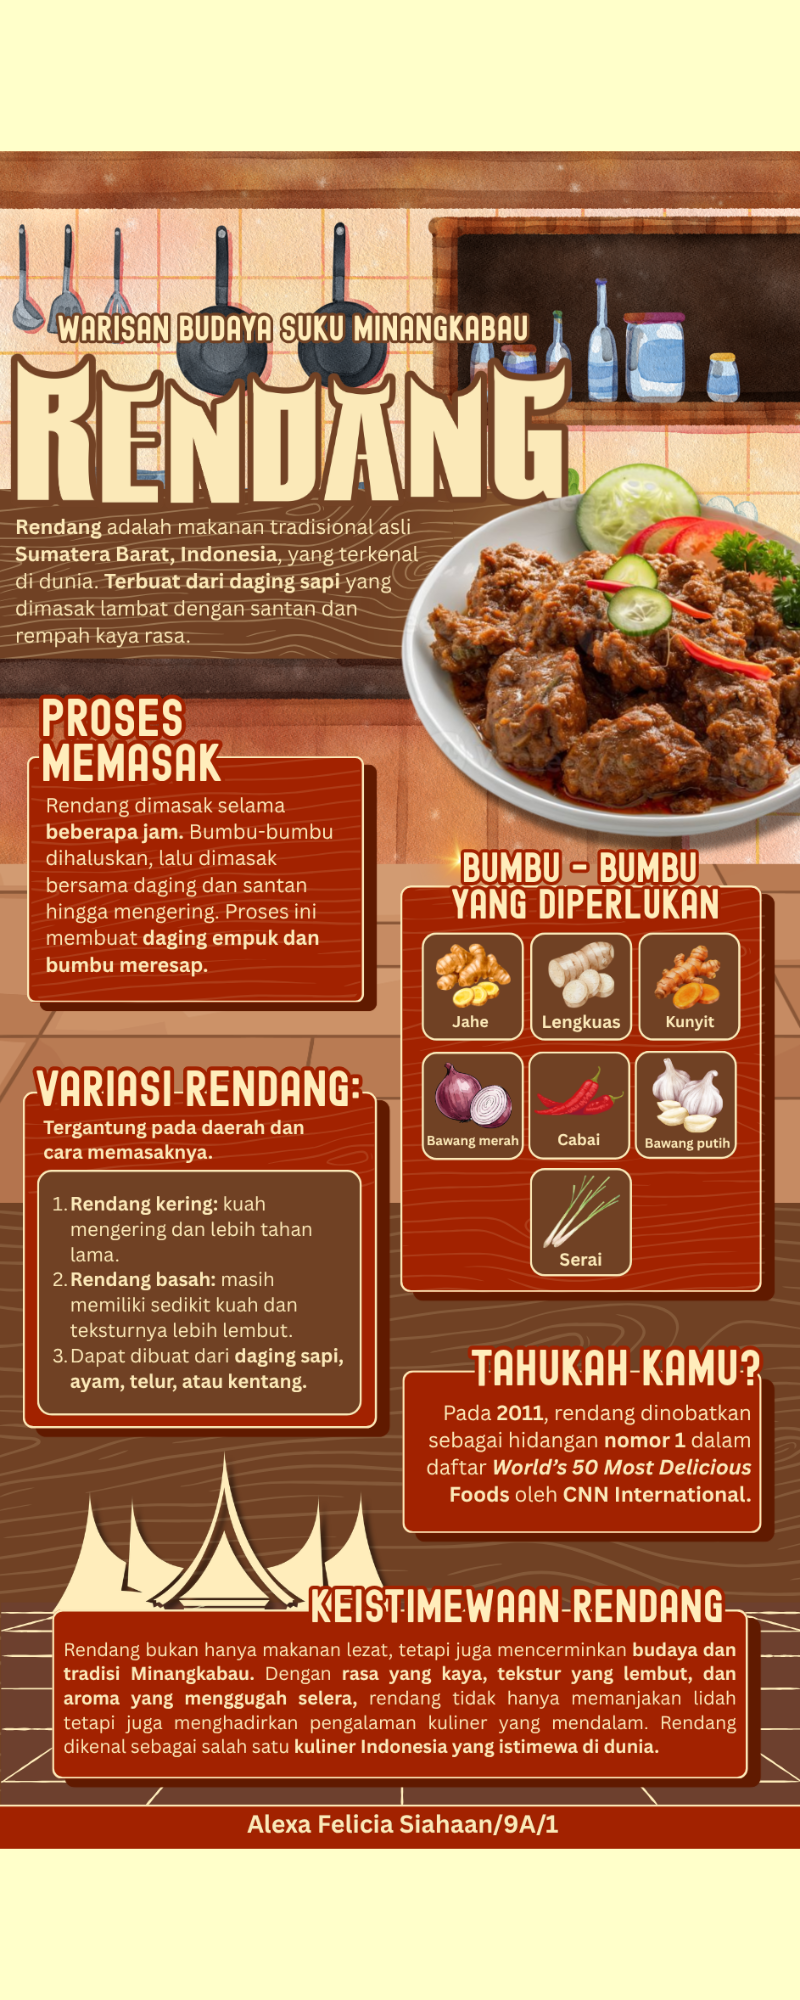 WARISAN BUDAYA SUKU MINANGKABAU
RENDANG
Rendang adalah makanan tradisional asli
Sumatera Barat, Indonesia, yang terkenal
di dunia. Terbuat dari daging sapi yang
dimasak lambat dengan santan dan
rempah kaya rasa.
PROSES
MEMASAK
Rendang dimasak selama
beberapa jam. Bumbu-bumbu
dihaluskan, lalu dimasak
bersama daging dan santan
hingga mengering. Proses ini
membuat daging empuk dan
bumbu meresap.
BUMBU - BUMBU
YANG DIPERLUKAN
Jahe
Lengkuas
Kunyit
Bawang merah
Cabai
Bawang putih
Serai
VARIASI RENDANG:
Tergantung pada daerah dan
cara memasaknya.
1. Rendang kering: kuah
mengering dan lebih tahan
lama.
2. Rendang basah: masih
memiliki sedikit kuah dan
teksturnya lebih lembut.
3. Dapat dibuat dari daging sapi,
ayam, telur, atau kentang.
TAHUKAH KAMU?
Pada 2011, rendang dinobatkan
sebagai hidangan nomor 1 dalam
daftar World's 50 Most Delicious
Foods oleh CNN International.
KEISTIMEWAAN RENDANG
Rendang bukan hanya makanan lezat, tetapi juga mencerminkan budaya dan
tradisi Minangkabau. Dengan rasa yang kaya, tekstur yang lembut, dan
aroma yang menggugah selera, rendang tidak hanya memanjakan lidah
tetapi juga menghadirkan pengalaman kuliner yang mendalam. Rendang
dikenal sebagai salah satu kuliner Indonesia yang istimewa di dunia.
Alexa Felicia Siahaan/9A/1